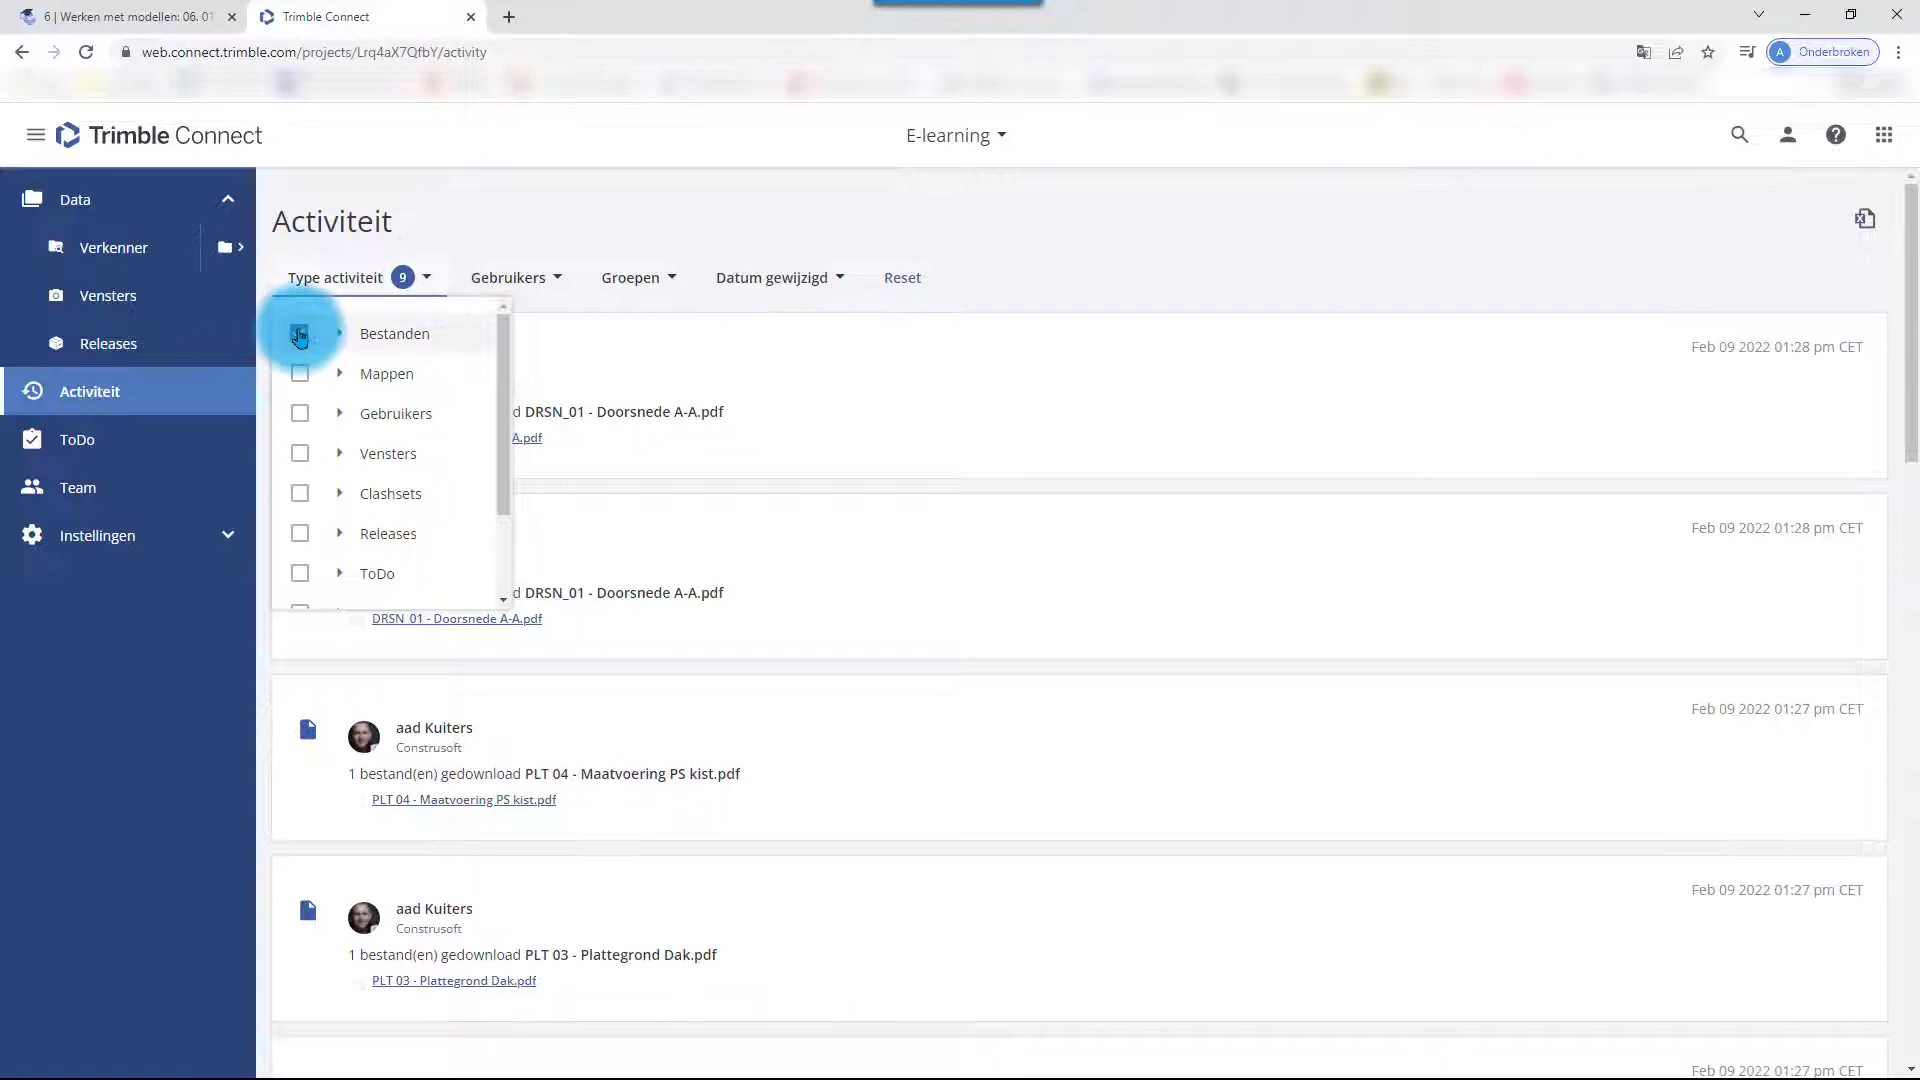 6 | Werken met modellen: 06. 01
Trimble Connect
web.connect.trimble.com/projects/Lrq4aX7QfbY/activity
A Onderbroken
Trimble Connect
E-learning
Data
Verkenner
Vensters
Releases
Activiteit
ToDo
Team
Instellingen
Activiteit
Type activiteit 9
Gebruikers
Groepen
Datum gewijzigd
Reset
Bestanden
Mappen
Gebruikers
Vensters
Clashsets
Releases
ToDo
Feb 09 2022 01:28 pm CET
d DRSN_01 - Doorsnede A-A.pdf
A.pdf
Feb 09 2022 01:28 pm CET
d DRSN_01 - Doorsnede A-A.pdf
DRSN_01 - Doorsnede A-A.pdf
Feb 09 2022 01:27 pm CET
aad Kuiters
Construsoft
1 bestand(en) gedownload PLT 04 - Maatvoering PS kist.pdf
PLT 04 - Maatvoering PS kist.pdf
Feb 09 2022 01:27 pm CET
aad Kuiters
Construsoft
1 bestand(en) gedownload PLT 03 - Plattegrond Dak.pdf
PLT 03 - Plattegrond Dak.pdf
Feb 09 2022 01:27 pm CET